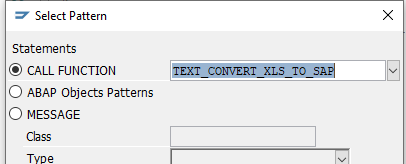 Select Pattern
Statements
CALL FUNCTION TEXT_CONVERT_XLS_TO_SAP
ABAP Objects Patterns
MESSAGE
Class
Type